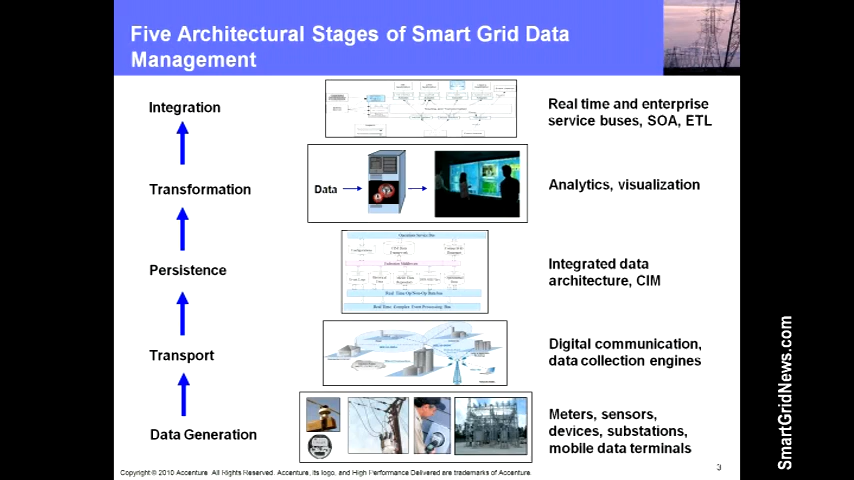 Five Architectural Stages of Smart Grid Data
Management
Integration
Real time and enterprise
service buses, SOA, ETL
Transformation
Data
Analytics, visualization
Persistence
Integrated data
architecture, CIM
Transport
Digital communication,
data collection engines
Data Generation
Meters, sensors,
devices, substations,
mobile data terminals
3
Copyright © 2010 Accenture. All Rights Reserved. Accenture, its logo, and High Performance Delivered are trademarks of Accenture.
SmartGridNews.com